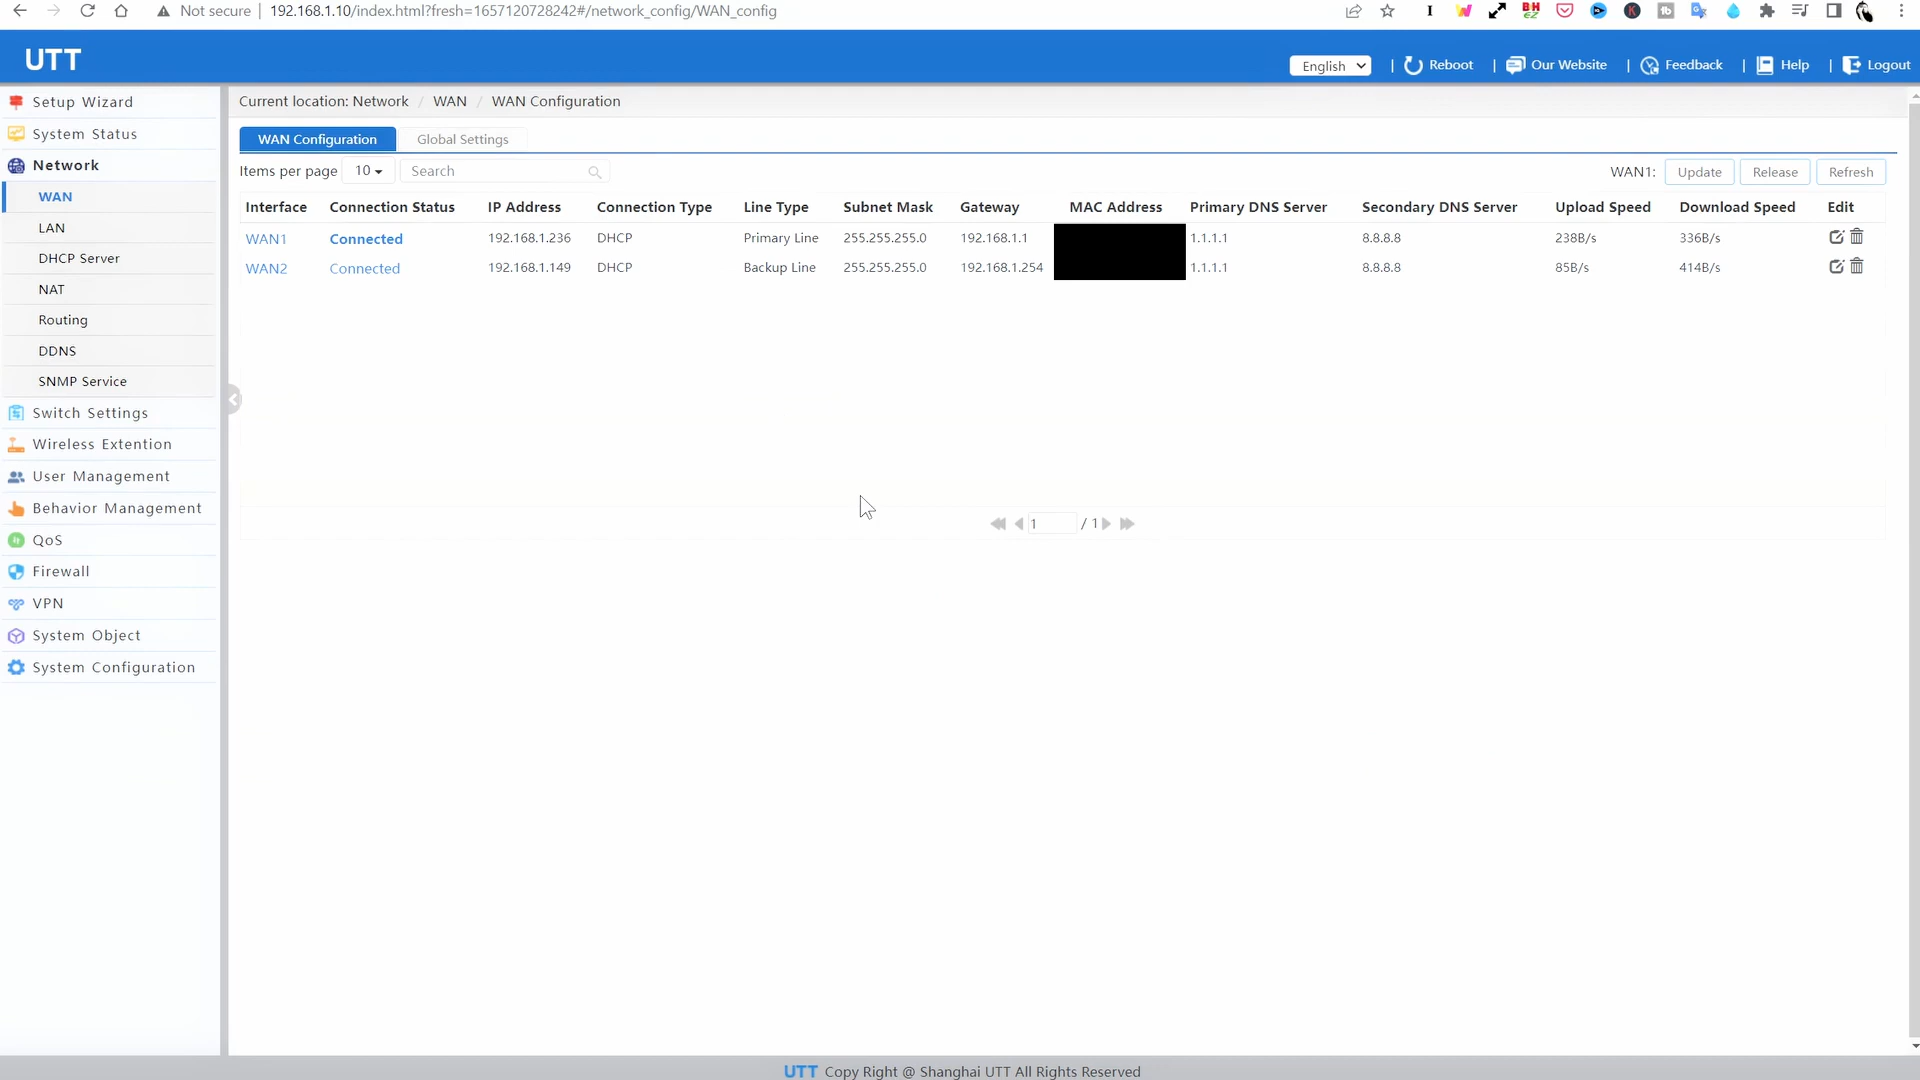 Not secure | 192.168.1.10/index.html?fresh=1657120728242#/network_config/WAN_config
UTT
English | Reboot | Our Website | Feedback | Help | Logout
Setup Wizard
System Status
Network
WAN
LAN
DHCP Server
NAT
Routing
DDNS
SNMP Service
Switch Settings
Wireless Extention
User Management
Behavior Management
QoS
Firewall
VPN
System Object
System Configuration
Current location: Network / WAN / WAN Configuration
WAN Configuration Global Settings
Items per page 10 Search WAN1: Update Release Refresh
Interface Connection Status IP Address Connection Type Line Type Subnet Mask Gateway MAC Address Primary DNS Server Secondary DNS Server Upload Speed Download Speed Edit
WAN1 Connected 192.168.1.236 DHCP Primary Line 255.255.255.0 192.168.1.1 1.1.1.1 8.8.8.8 238B/s 336B/s
WAN2 Connected 192.168.1.149 DHCP Backup Line 255.255.255.0 192.168.1.254 1.1.1.1 8.8.8.8 85B/s 414B/s
1 / 1
UTT Copy Right @ Shanghai UTT All Rights Reserved